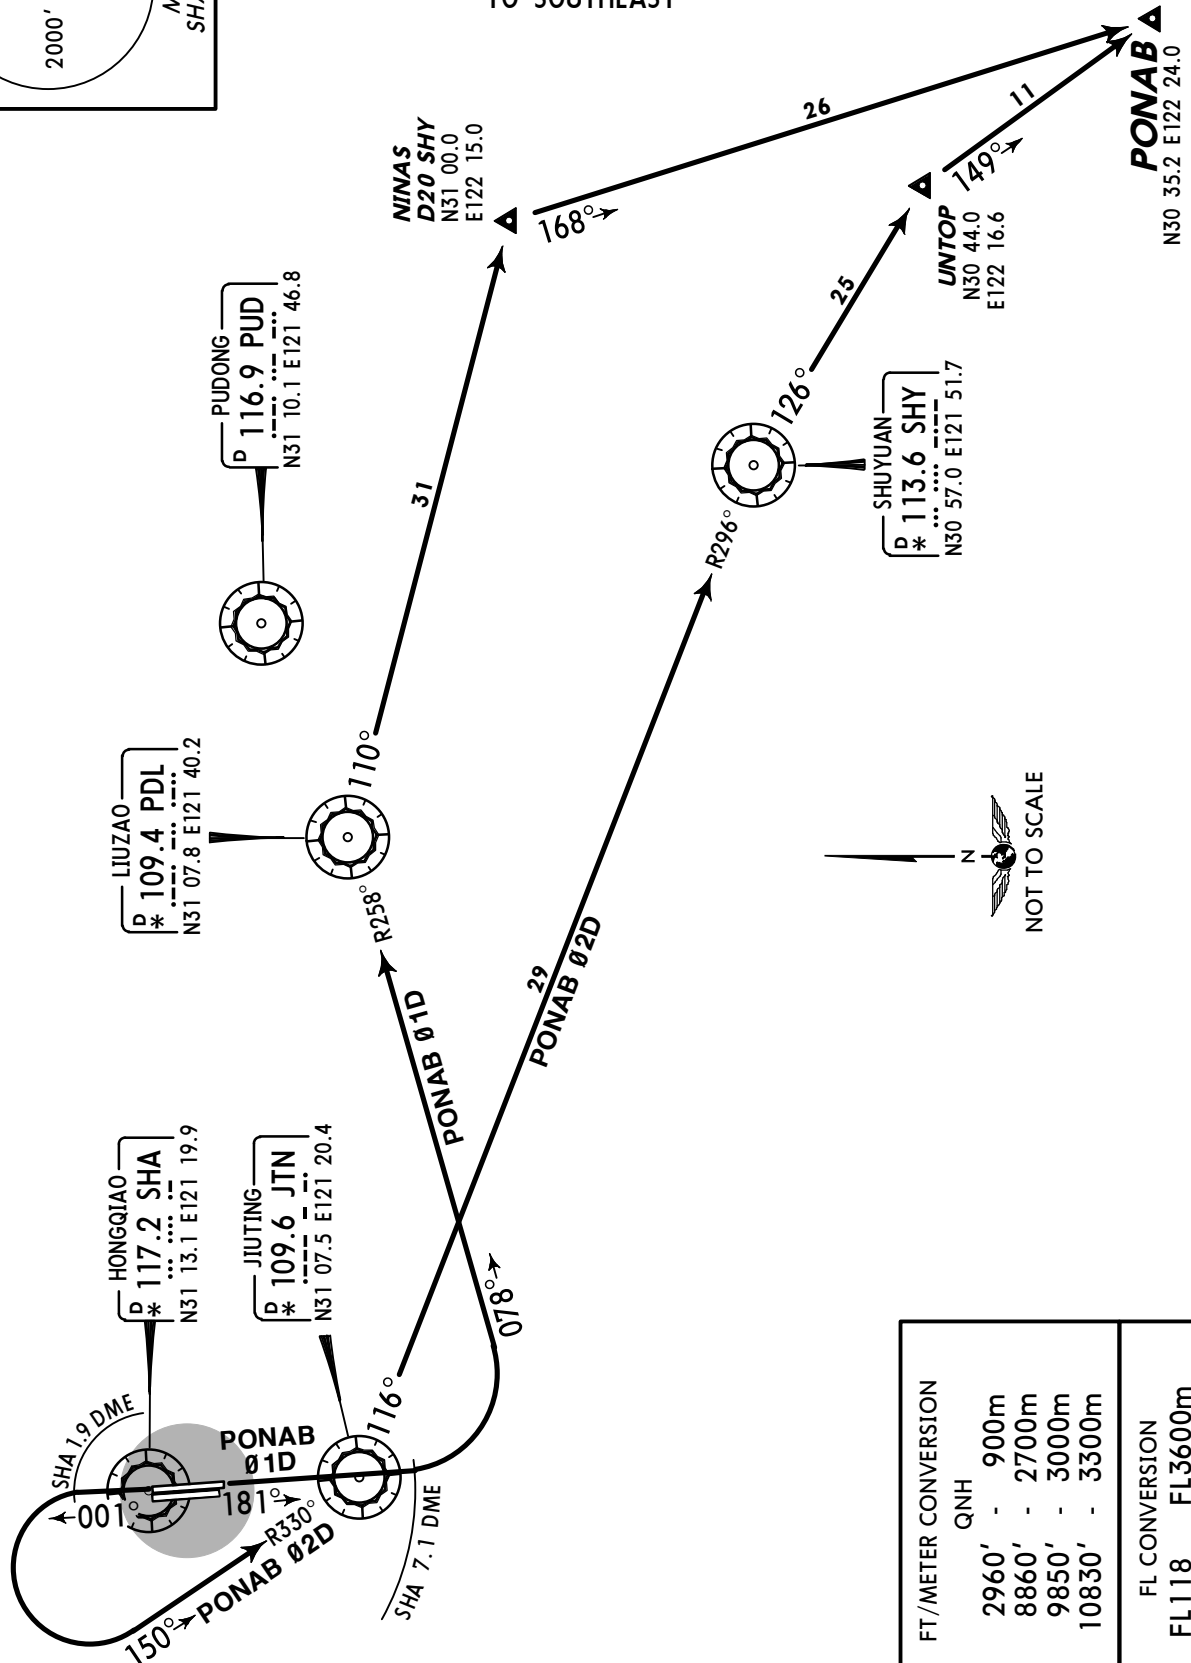 TO SOUTHEAST
2000'
M
SHA
NINAS
D20 SHY
N31 00.0
E122 15.0
26
11
PONAB
N30 35.2 E122 24.0
168°
149°
UNTOP
N30 44.0
E122 16.6
25
PUDONG
D 116.9 PUD
N31 10.1 E121 46.8
31
126°
SHUYUAN
D
* 113.6 SHY
N30 57.0 E121 51.7
R296°
LIUZAO
D
* 109.4 PDL
N31 07.8 E121 40.2
110°
R258°
PONAB Ø1D
29
PONAB Ø2D
N
NOT TO SCALE
HONGQIAO
D
* 117.2 SHA
N31 13.1 E121 19.9
JIUTING
D
* 109.6 JTN
N31 07.5 E121 20.4
078°
116°
SHA 1.9 DME
001°
PONAB
Ø1D
181°
R330°
150°
PONAB Ø2D
SHA 7.1 DME
FT/METER CONVERSION
QNH
2960' - 900m
8860' - 2700m
9850' - 3000m
10830' - 3300m
FL CONVERSION
FL118 FL3600m